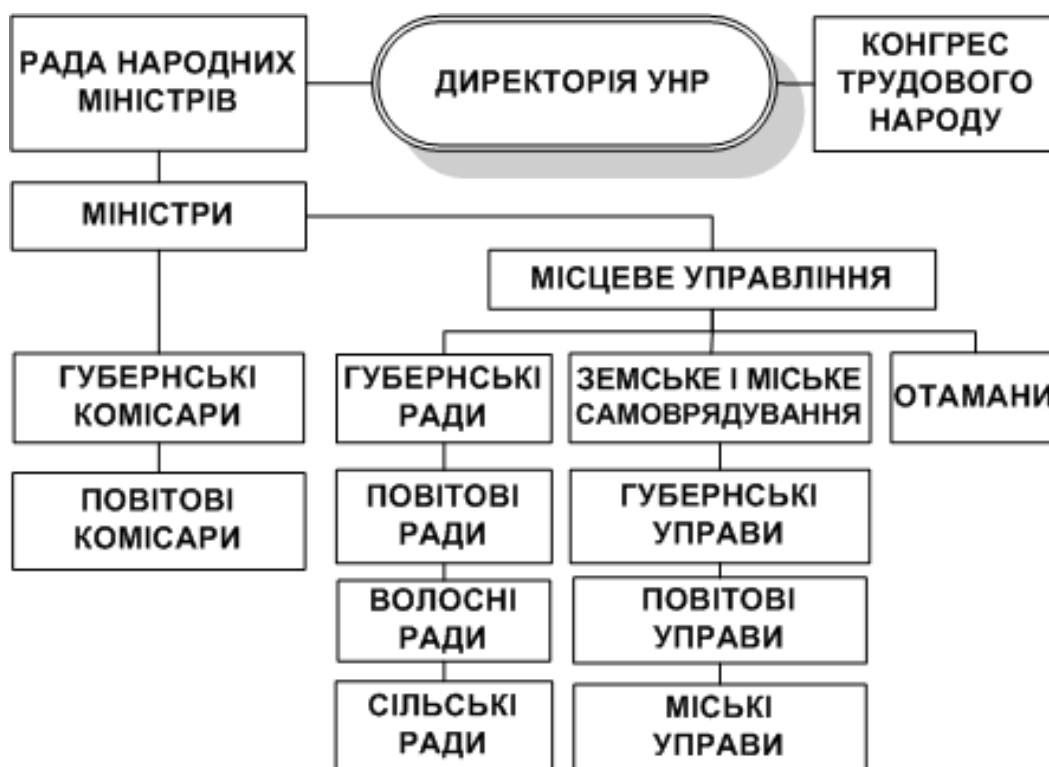 РАДА НАРОДНИХ
МІНІСТРІВ
ДИРЕКТОРІЯ УНР
КОНГРЕС
ТРУДОВОГО
НАРОДУ
МІНІСТРИ
МІСЦЕВЕ УПРАВЛІННЯ
ГУБЕРНСЬКІ
КОМІСАРИ
ГУБЕРНСЬКІ
РАДИ
ЗЕМСЬКЕ І МІСЬКЕ
САМОВРЯДУВАННЯ
ОТАМАНИ
ПОВІТОВІ
КОМІСАРИ
ПОВІТОВІ
РАДИ
ГУБЕРНСЬКІ
УПРАВИ
ВОЛОСНІ
РАДИ
ПОВІТОВІ
УПРАВИ
СІЛЬСЬКІ
РАДИ
МІСЬКІ
УПРАВИ